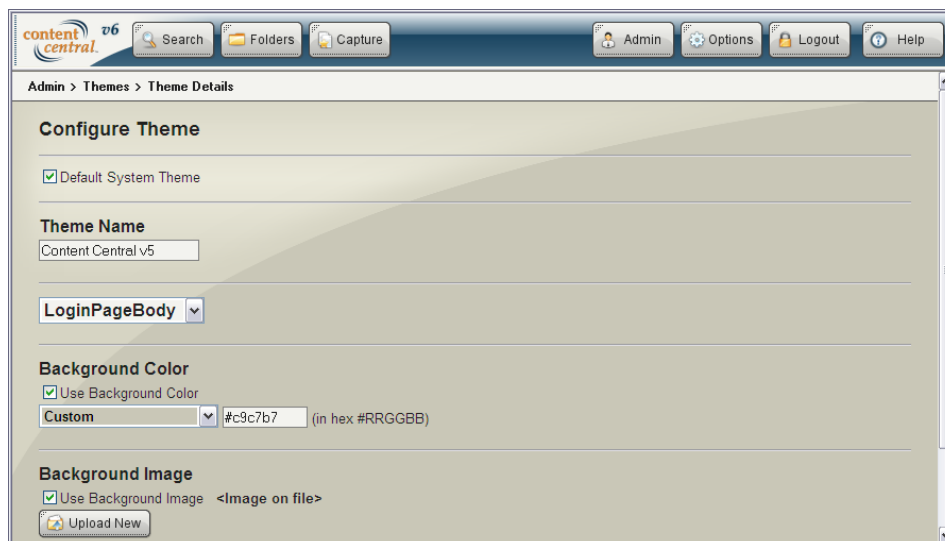 content central. v6 Search Folders Capture Admin Options Logout Help
Admin > Themes > Theme Details
Configure Theme
Default System Theme
Theme Name
Content Central v5
LoginPageBody
Background Color
Use Background Color
Custom #c9c7b7 (in hex #RRGGBB)
Background Image
Use Background Image <Image on file>
Upload New